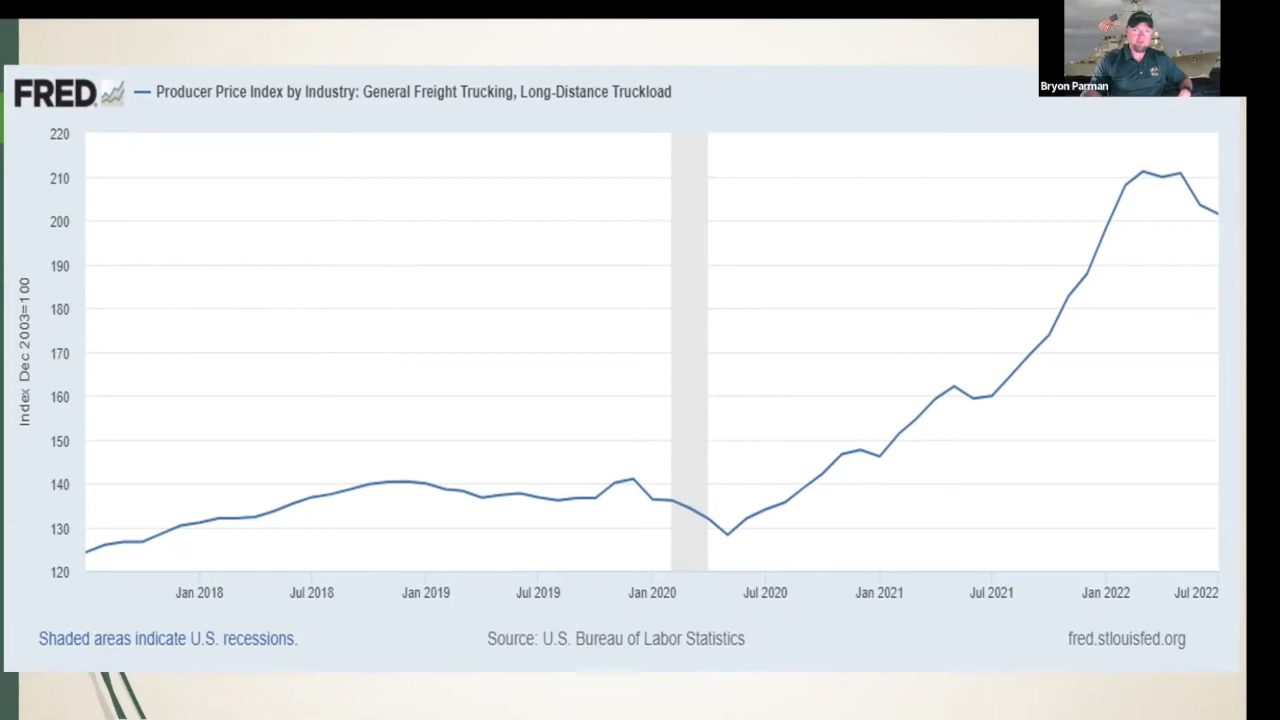 Bryon Parman
FRED
Producer Price Index by Industry: General Freight Trucking, Long-Distance Truckload
220
210
200
190
180
170
160
150
140
130
120
Index Dec 2003=100
Jan 2018
Jul 2018
Jan 2019
Jul 2019
Jan 2020
Jul 2020
Jan 2021
Jul 2021
Jan 2022
Jul 2022
Shaded areas indicate U.S. recessions.
Source: U.S. Bureau of Labor Statistics
fred.stlouisfed.org